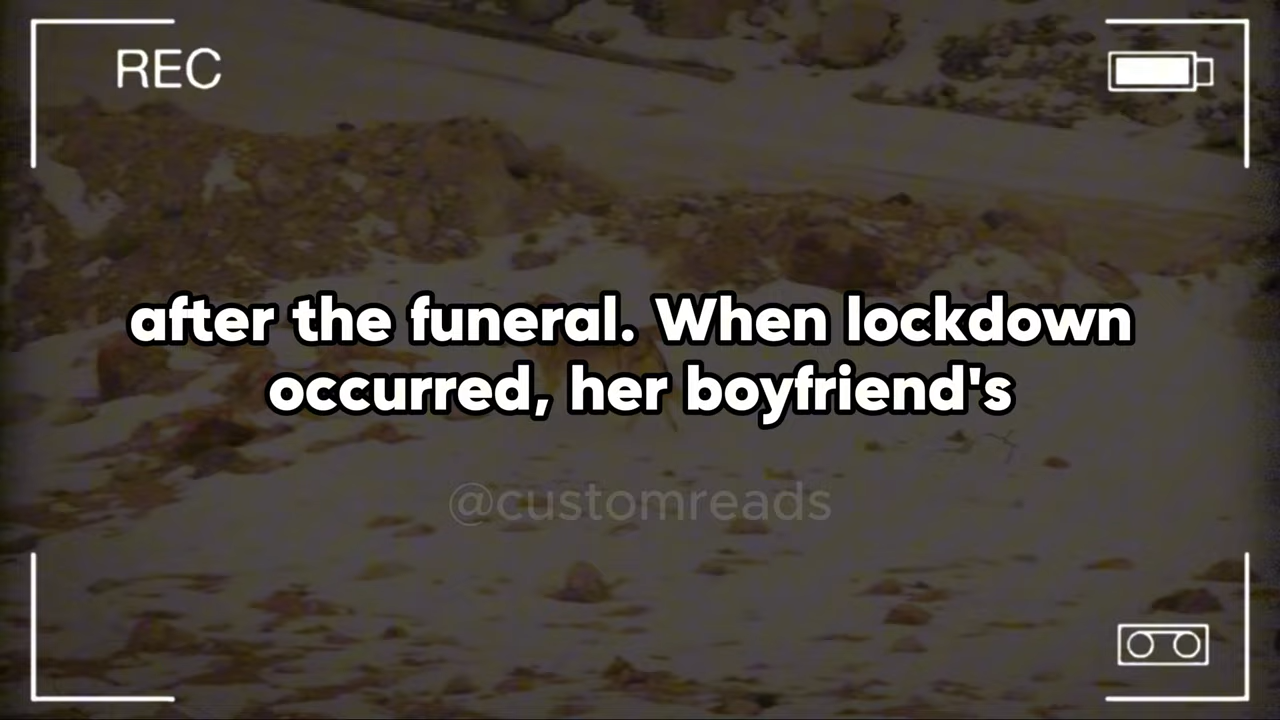 REC
after the funeral. When lockdown
occurred, her boyfriend's
@customreads